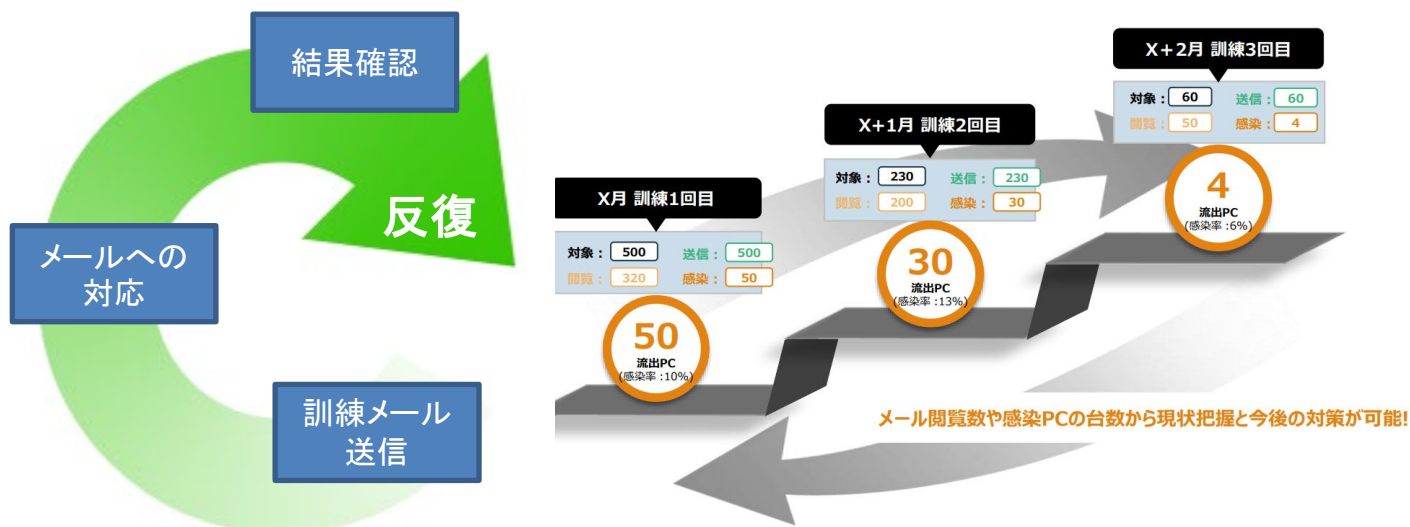 結果確認
反復
メールへの
対応
訓練メール
送信
X月 訓練1回目
対象： 500 送信： 500
閲覧： 320 感染： 50
50
流出PC
(感染率：10%)
X+1月 訓練2回目
対象： 230 送信： 230
閲覧： 200 感染： 30
30
流出PC
(感染率：13%)
X＋2月 訓練3回目
対象： 60 送信： 60
閲覧： 50 感染： 4
4
流出PC
(感染率：6%)
メール閲覧数や感染PCの台数から現状把握と今後の対策が可能!